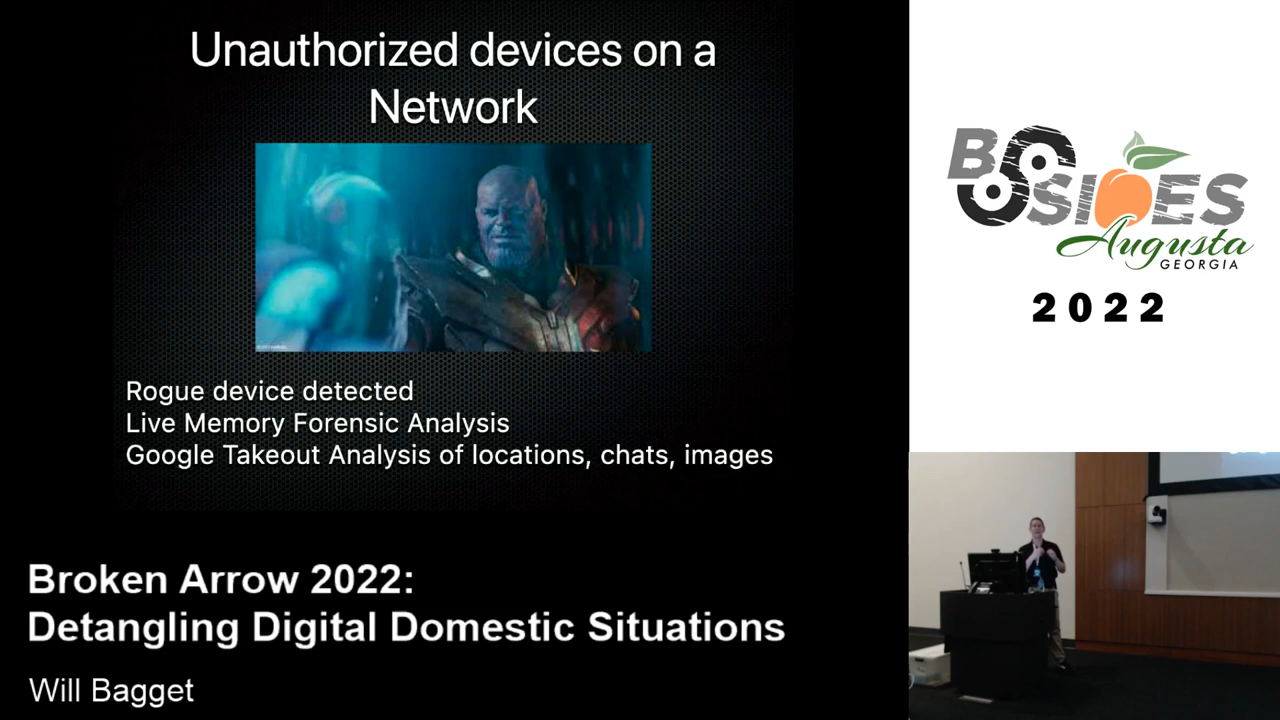 Unauthorized devices on a
Network
Rogue device detected
Live Memory Forensic Analysis
Google Takeout Analysis of locations, chats, images
Broken Arrow 2022:
Detangling Digital Domestic Situations
Will Bagget
BSIDES
Augusta
GEORGIA
2022